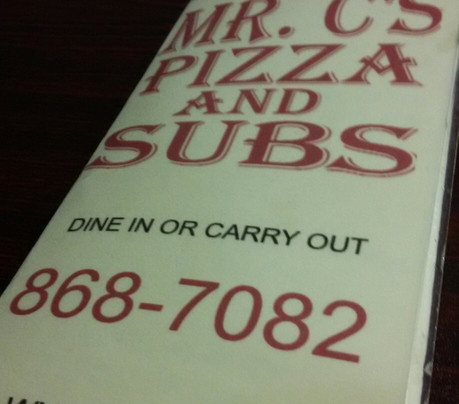 MR. C'S
PIZZA
AND
SUBS
DINE IN OR CARRY OUT
868-7082